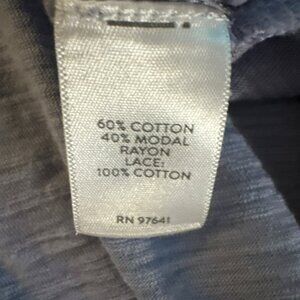 60% COTTON
40% MODAL
RAYON
LACE:
100% COTTON
RN 97641